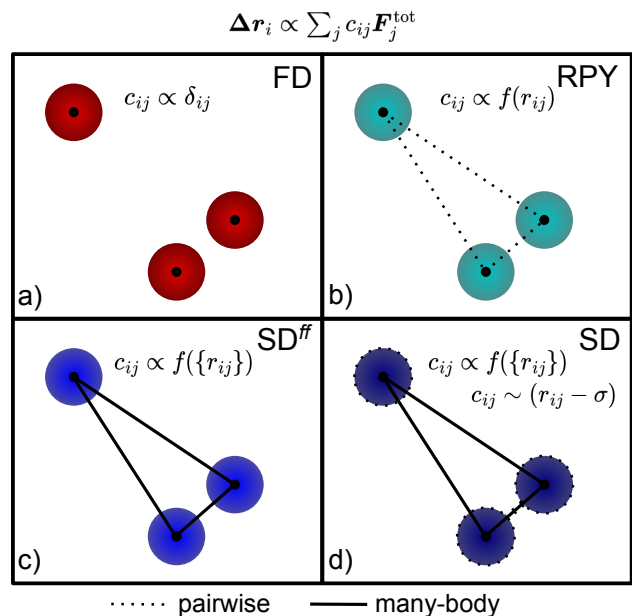 Δr_i ∝ ∑_j c_ij F_j^tot
FD
c_ij ∝ δ_ij
a)
RPY
c_ij ∝ f(r_ij)
b)
SD^ff
c_ij ∝ f({r_ij})
c)
SD
c_ij ∝ f({r_ij})
c_ij ∼ (r_ij − σ)
d)
pairwise many-body